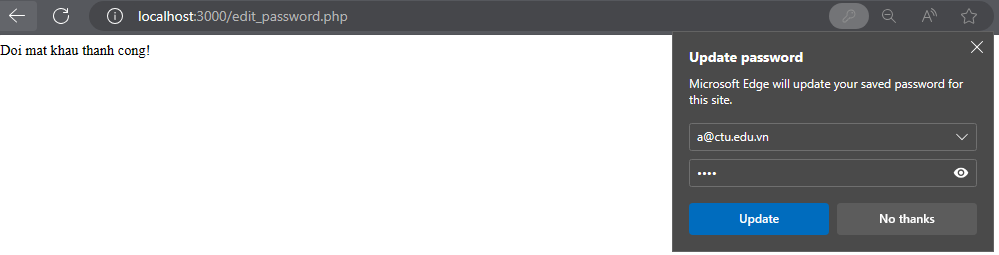 localhost:3000/edit_password.php
Doi mat khau thanh cong!
Update password
Microsoft Edge will update your saved password for
this site.
a@ctu.edu.vn
••••
Update No thanks